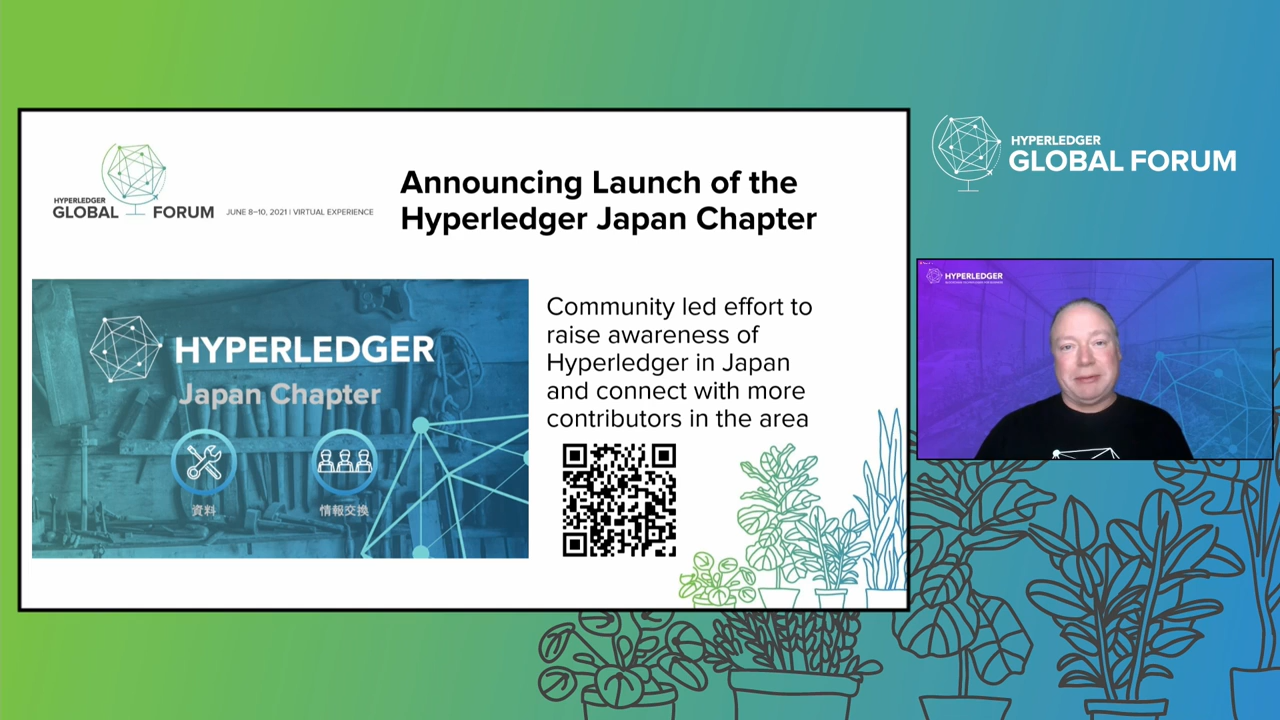 HYPERLEDGER
GLOBAL FORUM
JUNE 8–10, 2021 | VIRTUAL EXPERIENCE
Announcing Launch of the
Hyperledger Japan Chapter
HYPERLEDGER
Japan Chapter
資料
情報交換
Community led effort to
raise awareness of
Hyperledger in Japan
and connect with more
contributors in the area
HYPERLEDGER
GLOBAL FORUM
HYPERLEDGER